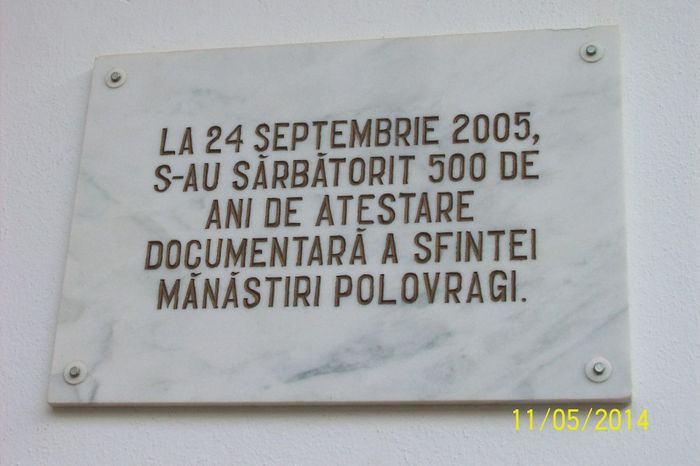 LA 24 SEPTEMBRIE 2005,
S-AU SĂRBĂTORIT 500 DE
ANI DE ATESTARE
DOCUMENTARĂ A SFINTEI
MĂNĂSTIRI POLOVRAGI.
11/05/2014